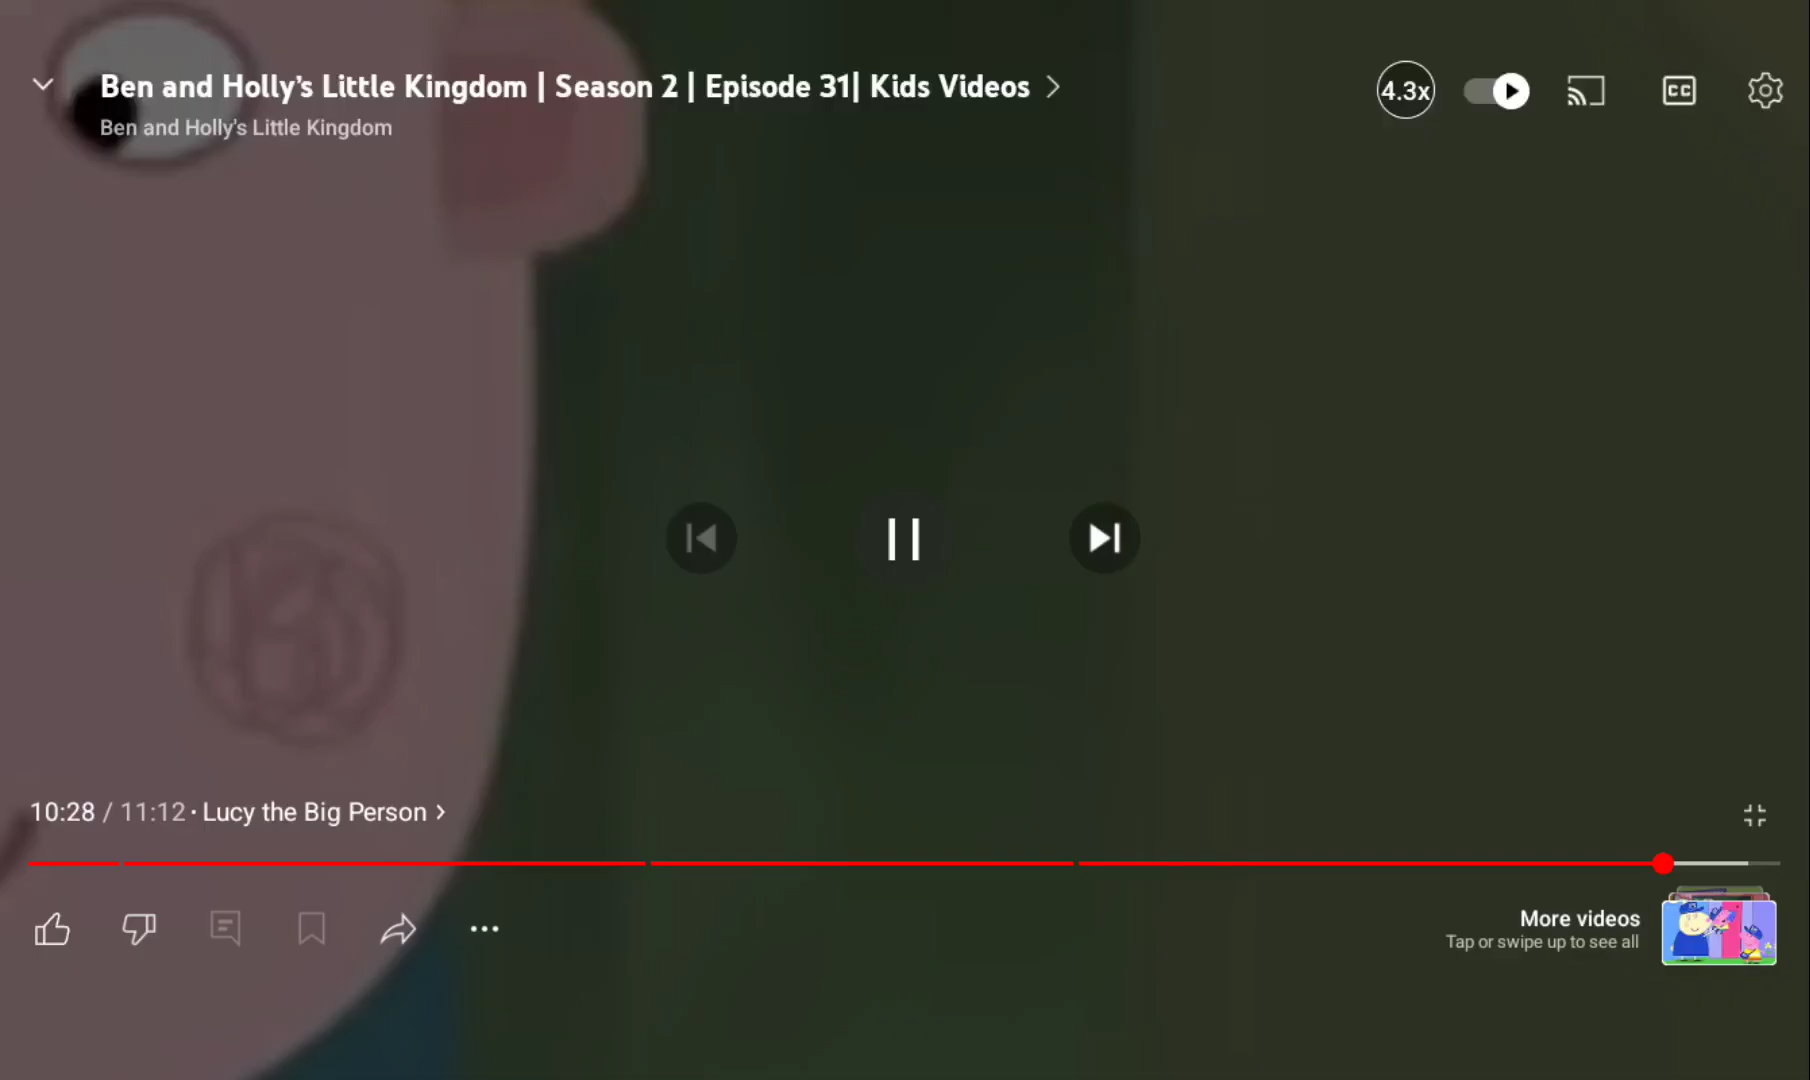 Ben and Holly’s Little Kingdom | Season 2 | Episode 31| Kids Videos
Ben and Holly's Little Kingdom
4.3x
CC
10:28 / 11:12 · Lucy the Big Person
More videos
Tap or swipe up to see all